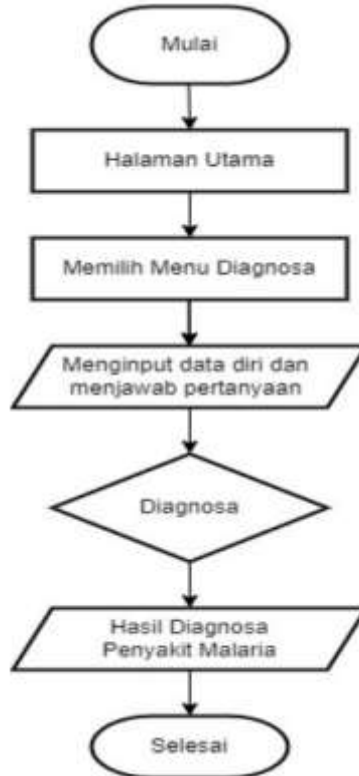 Mulai
Halaman Utama
Memilih Menu Diagnosa
Menginput data diri dan
menjawab pertanyaan
Diagnosa
Hasil Diagnosa
Penyakit Malaria
Selesai